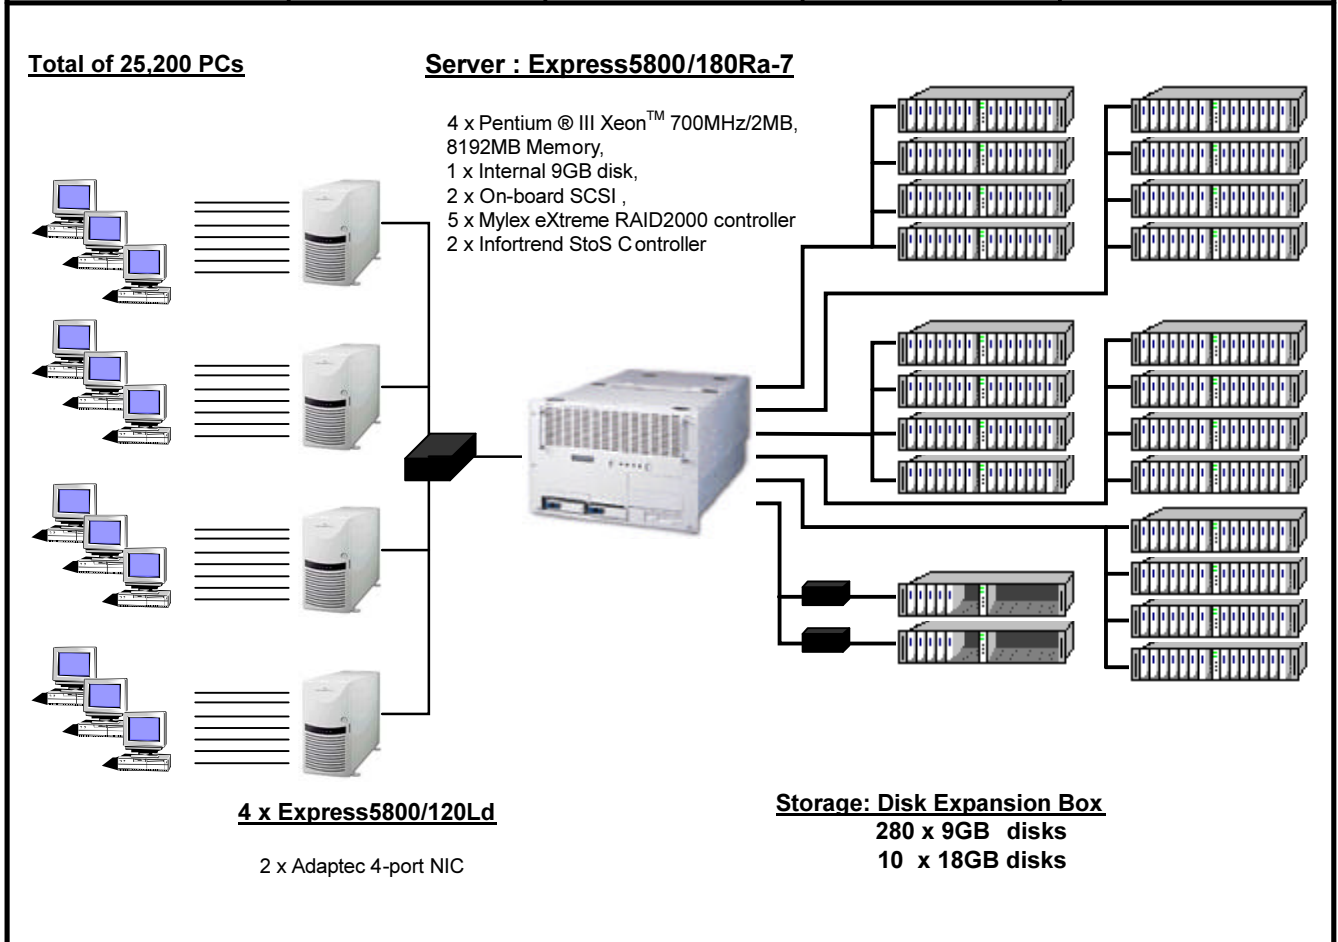 Total of 25,200 PCs
Server : Express5800/180Ra-7
4 x Pentium ® III Xeon™ 700MHz/2MB,
8192MB Memory,
1 x Internal 9GB disk,
2 x On-board SCSI ,
5 x Mylex eXtreme RAID2000 controller
2 x Infortrend StoS Controller
4 x Express5800/120Ld
2 x Adaptec 4-port NIC
Storage: Disk Expansion Box
280 x 9GB disks
10 x 18GB disks